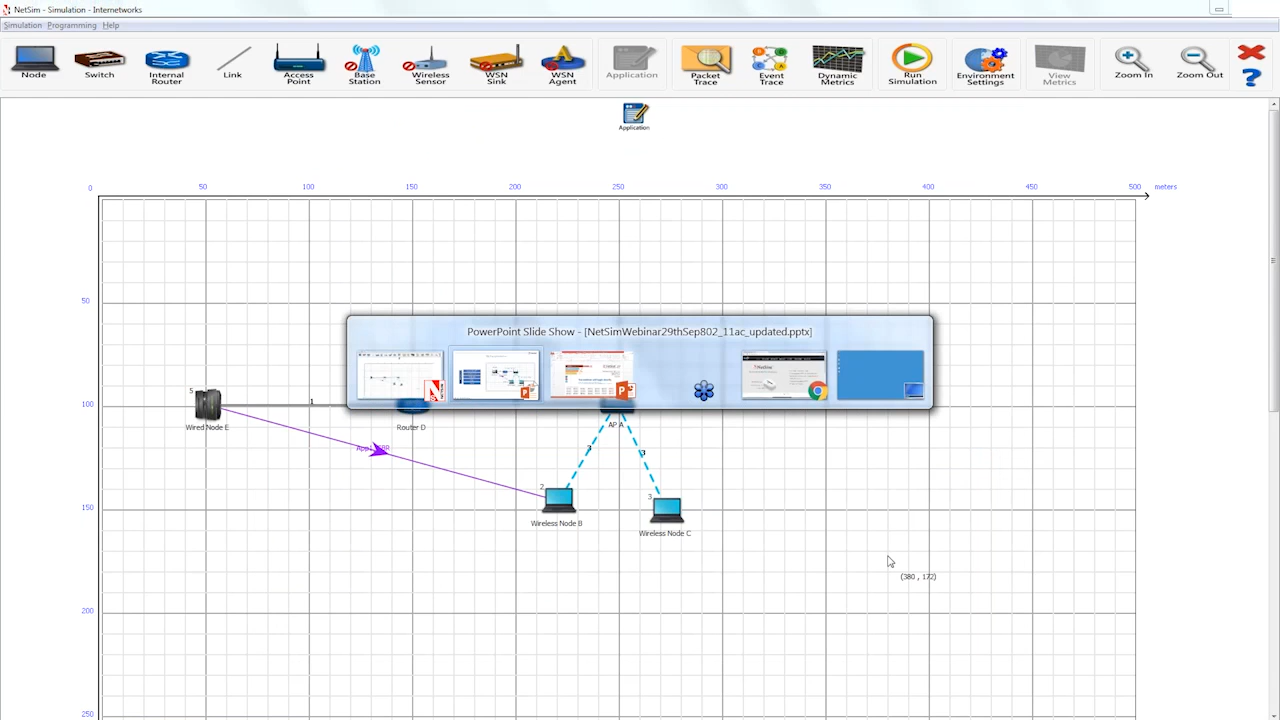 NetSim - Simulation - Internetworks
Simulation Programming Help
Node
Switch
Internal Router
Link
Access Point
Base Station
Wireless Sensor
WSN Sink
WSN Agent
Application
Packet Trace
Event Trace
Dynamic Metrics
Run Simulation
Environment Settings
View Metrics
Zoom In
Zoom Out
Application
0 50 100 150 200 250 300 350 400 450 500 meters
50
PowerPoint Slide Show - [NetSimWebinar29thSep802_11ac_updated.pptx]
5
100
1
Wired Node E
Router D
AP A
3
3
2
3
150
Wireless Node B
Wireless Node C
(380 , 172)
200
250